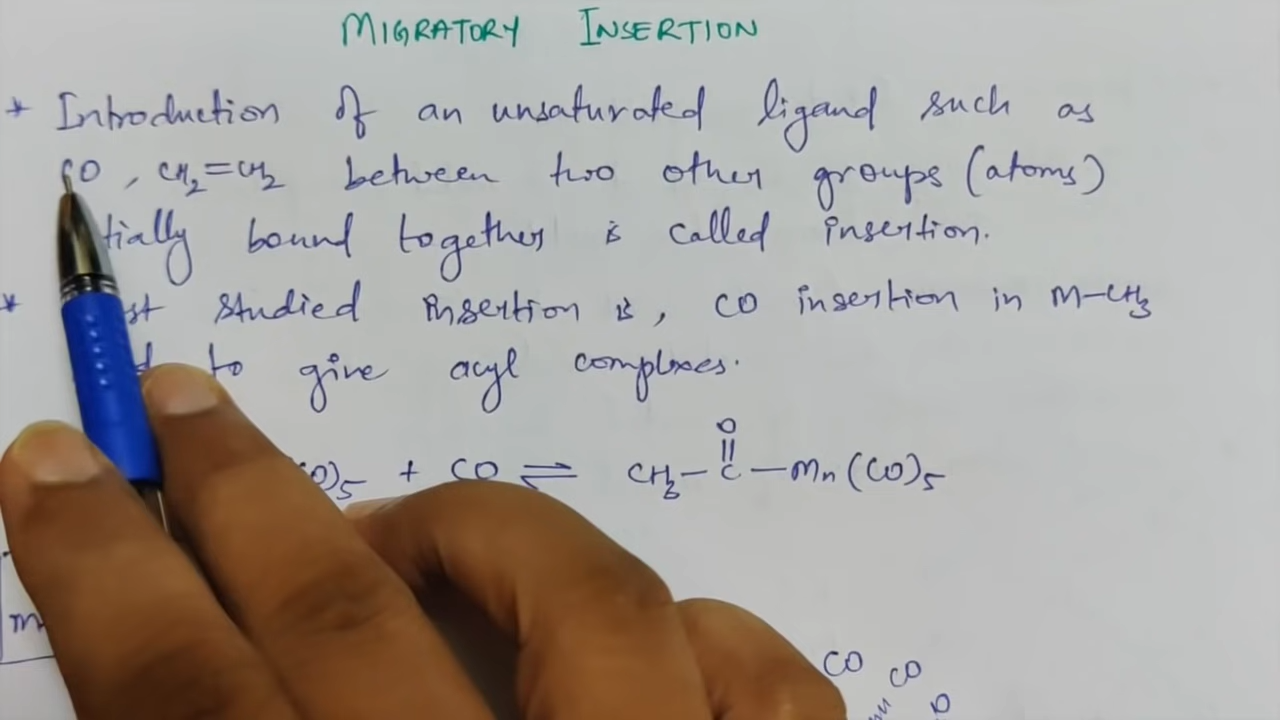 MIGRATORY INSERTION
* Introduction of an unsaturated ligand such as
CO, CH₂=CH₂ between two other groups (atoms)
tially bound together is called insertion.
* st studied insertion is, CO insertion in M-CH₃
d to give acyl complexes.
O
O)₅ + CO ⇌ CH₃-C-Mn(CO)₅
m
CO CO